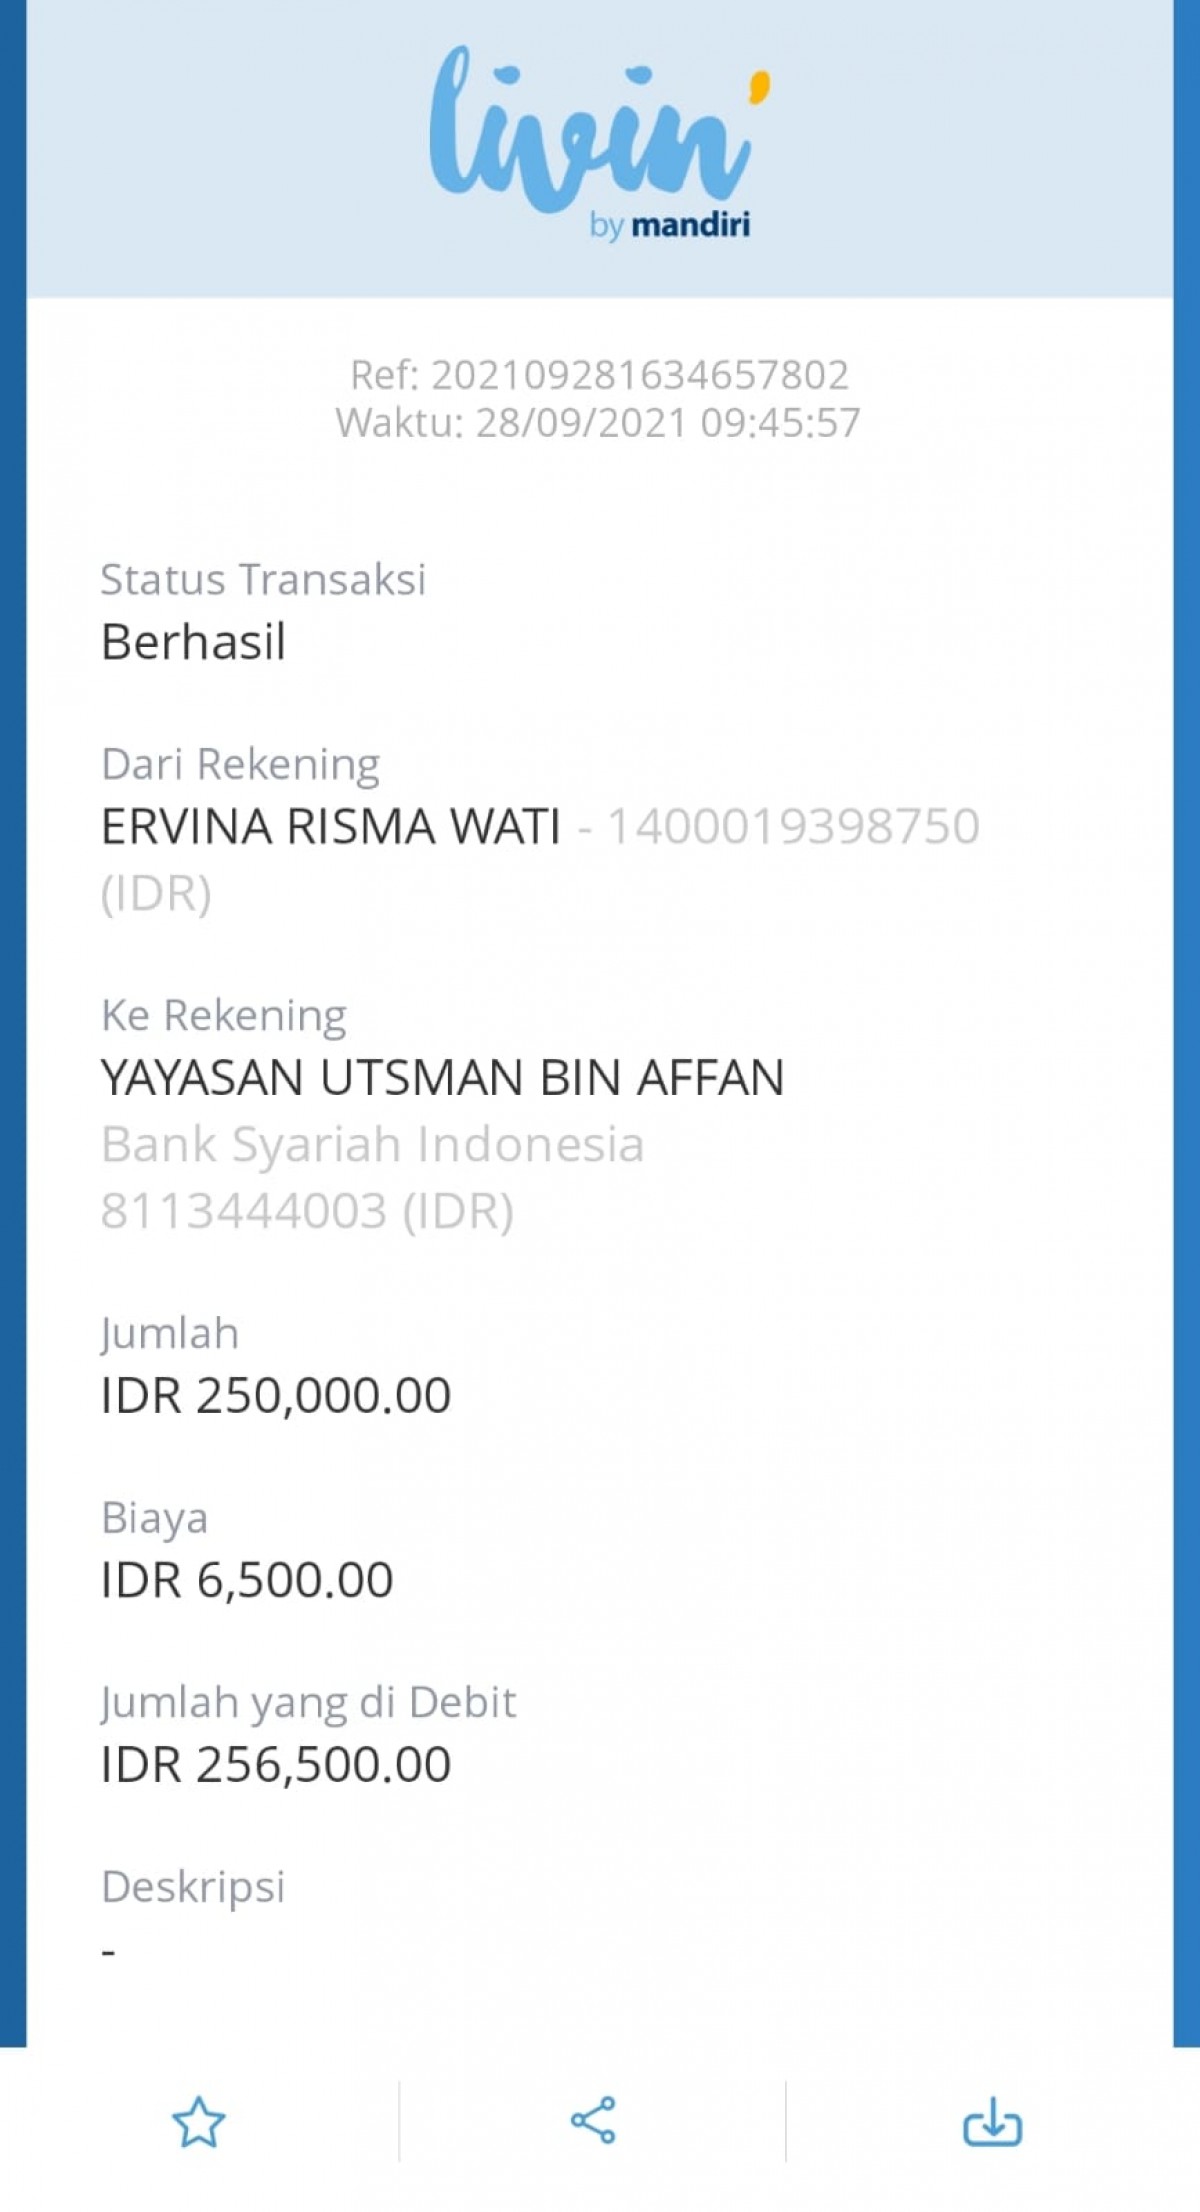 livin'
by mandiri
Ref: 202109281634657802
Waktu: 28/09/2021 09:45:57
Status Transaksi
Berhasil
Dari Rekening
ERVINA RISMA WATI - 1400019398750
(IDR)
Ke Rekening
YAYASAN UTSMAN BIN AFFAN
Bank Syariah Indonesia
8113444003 (IDR)
Jumlah
IDR 250,000.00
Biaya
IDR 6,500.00
Jumlah yang di Debit
IDR 256,500.00
Deskripsi
-